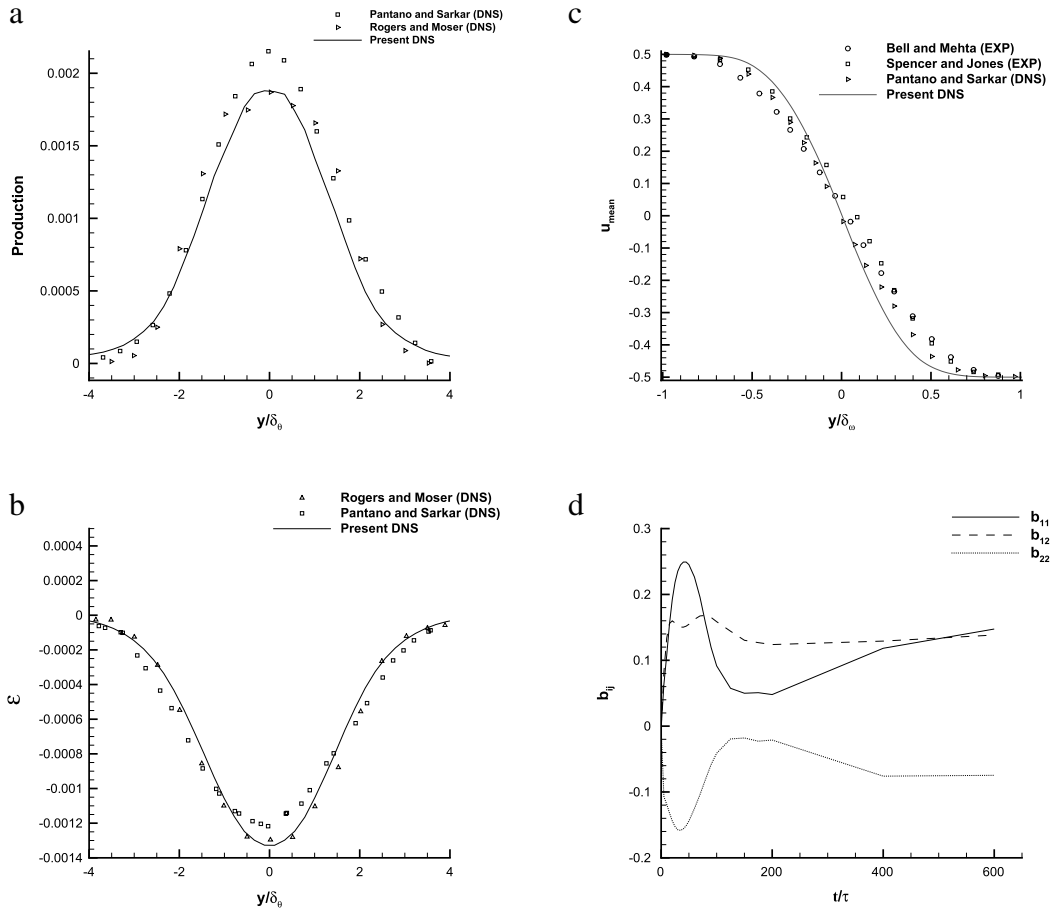 a
Pantano and Sarkar (DNS)
Rogers and Moser (DNS)
Present DNS
0.002
0.0015
0.001
0.0005
0
Production
-4
-2
0
2
4
y/δθ
c
Bell and Mehta (EXP)
Spencer and Jones (EXP)
Pantano and Sarkar (DNS)
Present DNS
0.5
0.4
0.3
0.2
0.1
0
-0.1
-0.2
-0.3
-0.4
-0.5
u_mean
-1
-0.5
0
0.5
1
y/δω
b
Rogers and Moser (DNS)
Pantano and Sarkar (DNS)
Present DNS
0.0004
0.0002
0
-0.0002
-0.0004
-0.0006
-0.0008
-0.001
-0.0012
-0.0014
ε
-4
-2
0
2
4
y/δθ
d
b11
b12
b22
0.3
0.2
0.1
0
-0.1
-0.2
b_ij
0
200
400
600
t/τ